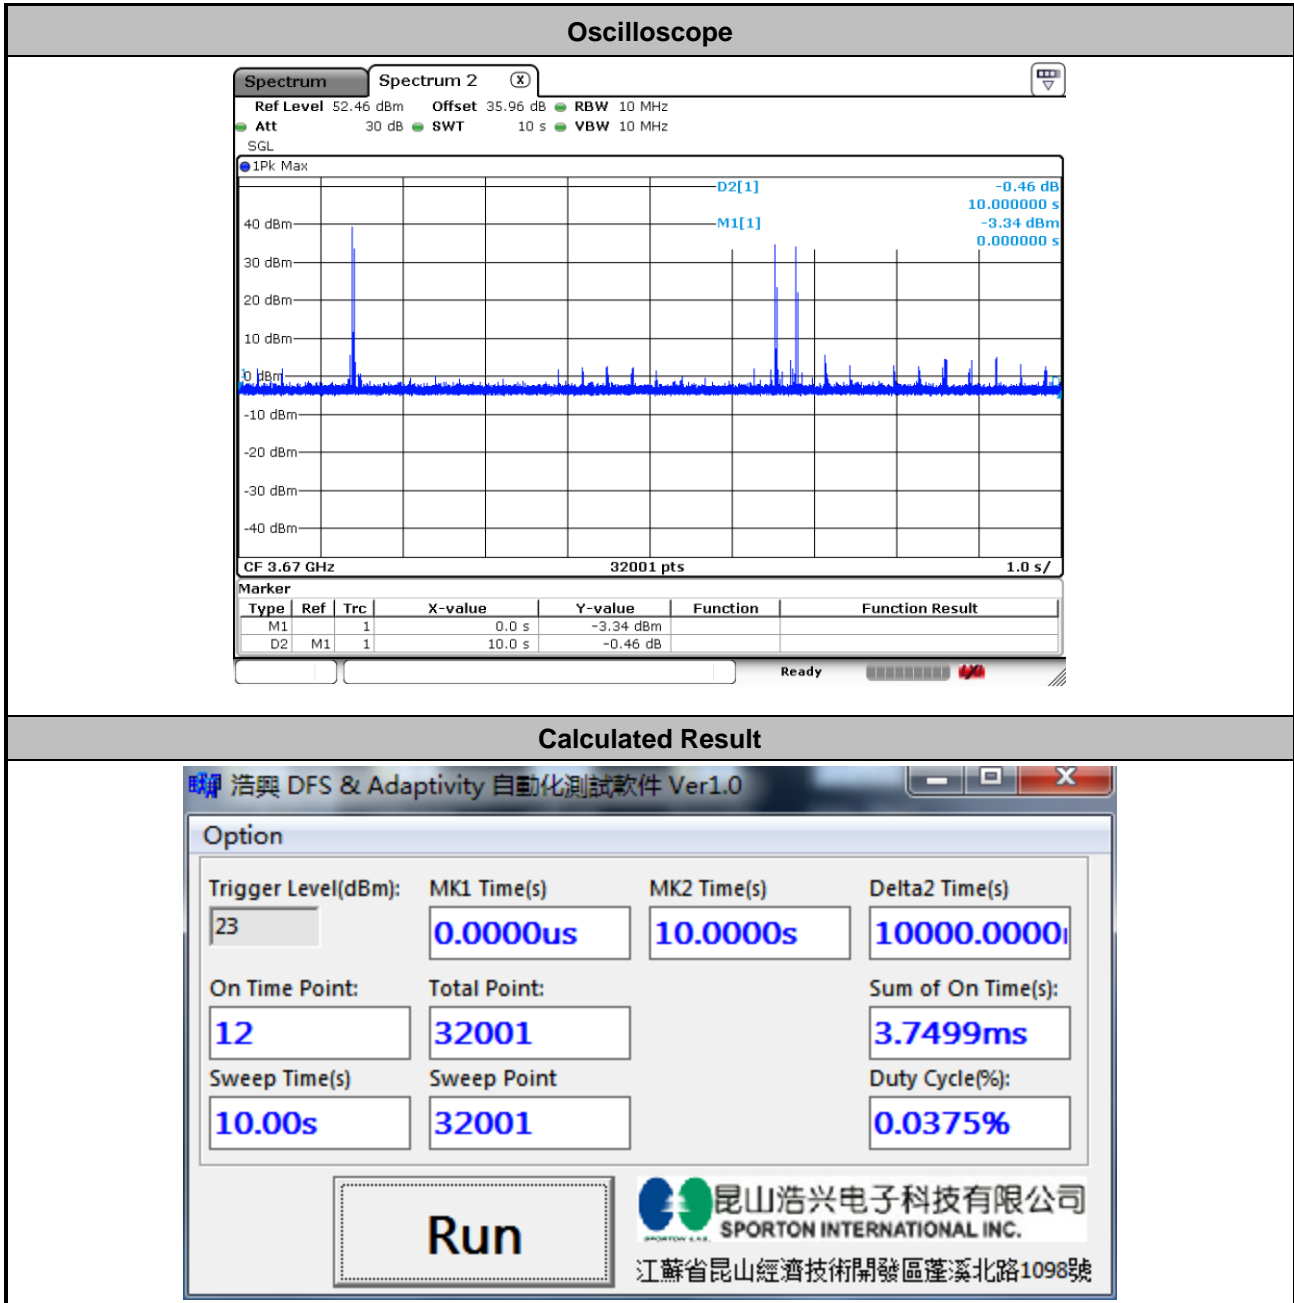 Oscilloscope
Spectrum Spectrum 2 X
Ref Level 52.46 dBm Offset 35.96 dB RBW 10 MHz
Att 30 dB SWT 10 s VBW 10 MHz
SGL
1Pk Max
D2[1] -0.46 dB
10.000000 s
40 dBm M1[1] -3.34 dBm
0.000000 s
30 dBm
20 dBm
10 dBm
0 dBm
-10 dBm
-20 dBm
-30 dBm
-40 dBm
CF 3.67 GHz 32001 pts 1.0 s/
Marker
Type Ref Trc X-value Y-value Function Function Result
M1 1 0.0 s -3.34 dBm
D2 M1 1 10.0 s -0.46 dB
Ready
Calculated Result
浩興 DFS & Adaptivity 自動化測試軟件 Ver1.0
Option
Trigger Level(dBm): MK1 Time(s) MK2 Time(s) Delta2 Time(s)
23 0.0000us 10.0000s 10000.0000
On Time Point: Total Point: Sum of On Time(s):
12 32001 3.7499ms
Sweep Time(s) Sweep Point Duty Cycle(%):
10.00s 32001 0.0375%
Run
昆山浩兴电子科技有限公司
SPORTON INTERNATIONAL INC.
SPORTON LAB.
江蘇省昆山經濟技術開發區蓬溪北路1098號